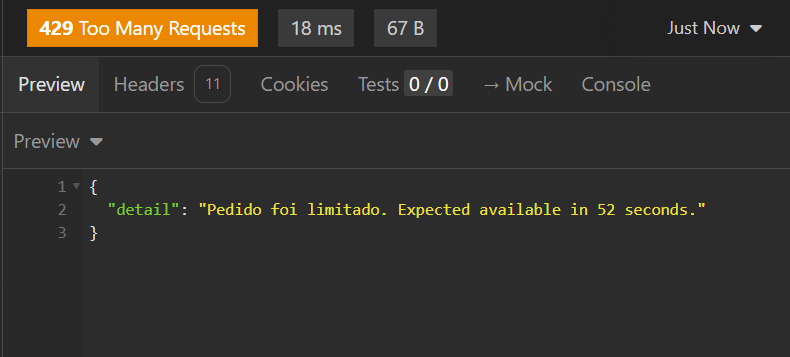 429 Too Many Requests 18 ms 67 B Just Now
Preview Headers 11 Cookies Tests 0 / 0 → Mock Console
Preview
1 {
2 "detail": "Pedido foi limitado. Expected available in 52 seconds."
3 }